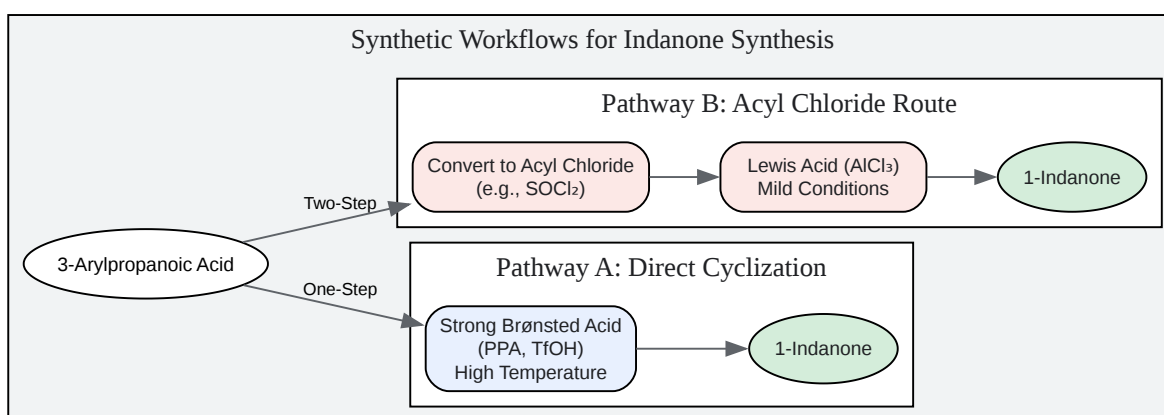 Synthetic Workflows for Indanone Synthesis
Pathway B: Acyl Chloride Route
Convert to Acyl Chloride
(e.g., SOCl₂)
Lewis Acid (AlCl₃)
Mild Conditions
1-Indanone
Two-Step
3-Arylpropanoic Acid
One-Step
Pathway A: Direct Cyclization
Strong Brønsted Acid
(PPA, TfOH)
High Temperature
1-Indanone